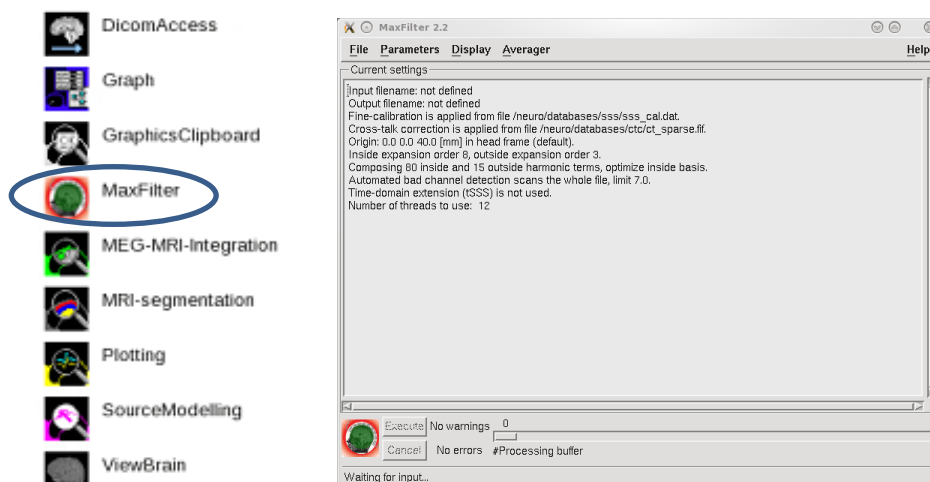 DicomAccess
Graph
GraphicsClipboard
MaxFilter
MEG-MRI-Integration
MRI-segmentation
Plotting
SourceModelling
ViewBrain
MaxFilter 2.2
File Parameters Display Averager Help
Current settings
Input filename: not defined
Output filename: not defined
Fine-calibration is applied from file /neuro/databases/sss/sss_cal.dat.
Cross-talk correction is applied from file /neuro/databases/ctc/ct_sparse.fif.
Origin: 0.0 0.0 40.0 [mm] in head frame (default).
Inside expansion order 8, outside expansion order 3.
Composing 80 inside and 15 outside harmonic terms, optimize inside basis.
Automated bad channel detection scans the whole file, limit 7.0.
Time-domain extension (tSSS) is not used.
Number of threads to use: 12
Execute No warnings 0
Cancel No errors #Processing buffer
Waiting for input...